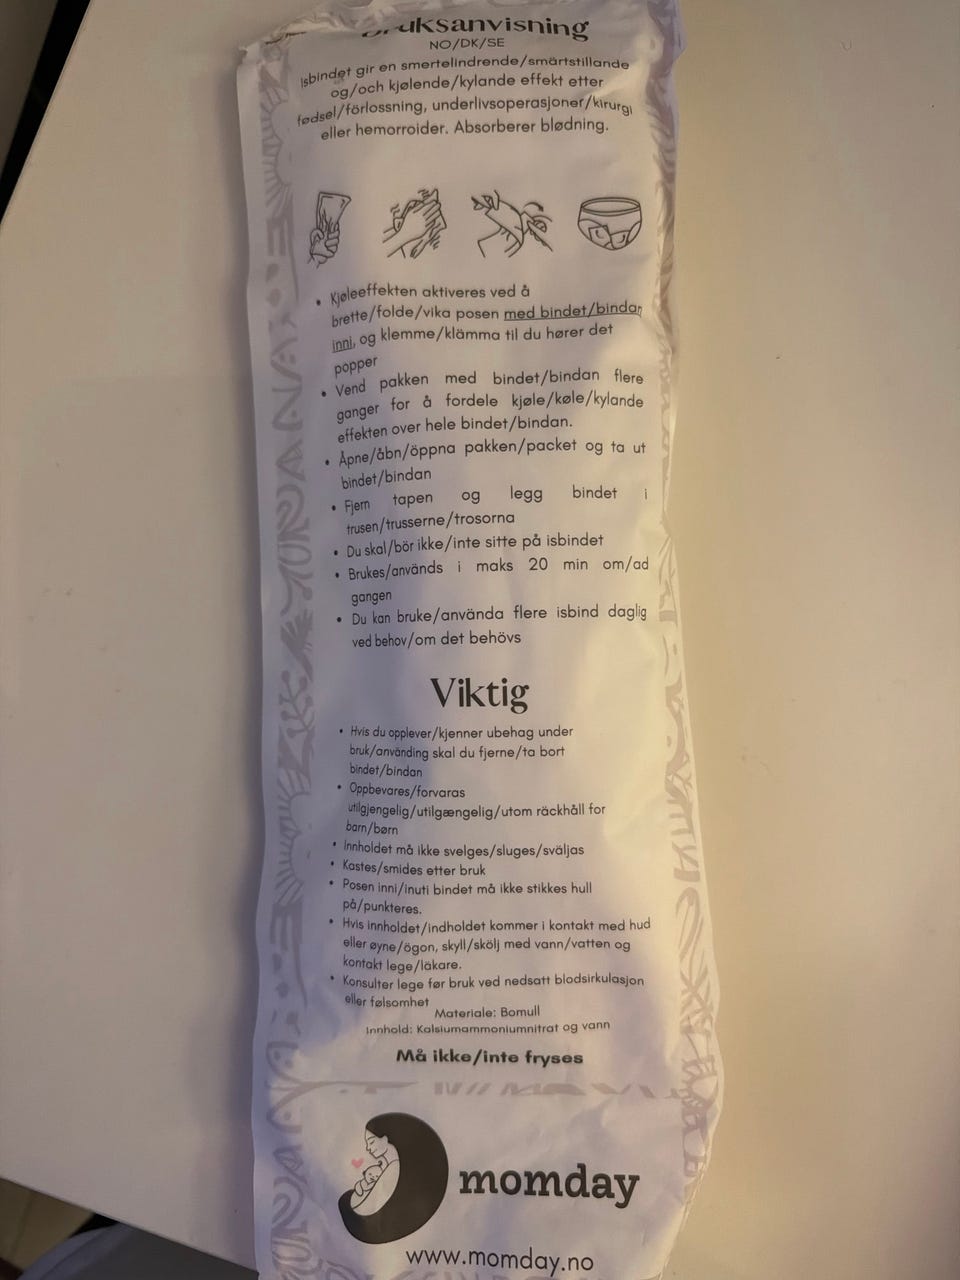 Bruksanvisning
NO/DK/SE
Isbindet gir en smertelindrende/smärtstillande
og/och kjølende/kylande effekt etter
fødsel/förlossning, underlivsoperasjoner/kirurgi
eller hemorroider. Absorberer blødning.
• Kjøleeffekten aktiveres ved å
brette/folde/vika posen med bindet/bindan
inni, og klemme/klämma til du hører det
popper
• Vend pakken med bindet/bindan flere
ganger for å fordele kjøle/køle/kylande
effekten over hele bindet/bindan.
• Åpne/åbn/öppna pakken/packet og ta ut
bindet/bindan
• Fjern tapen og legg bindet i
trusen/trusserne/trosorna
• Du skal/bör ikke/inte sitte på isbindet
• Brukes/används i maks 20 min om/ad
gangen
• Du kan bruke/använda flere isbind daglig
ved behov/om det behövs
Viktig
• Hvis du opplever/kjenner ubehag under
bruk/använding skal du fjerne/ta bort
bindet/bindan
• Oppbevares/forvaras
utilgjengelig/utilgængelig/utom räckhåll for
barn/børn
• Innholdet må ikke svelges/sluges/sväljas
• Kastes/smides etter bruk
• Posen inni/inuti bindet må ikke stikkes hull
på/punkteres.
• Hvis innholdet/indholdet kommer i kontakt med hud
eller øyne/ögon, skyll/skölj med vann/vatten og
kontakt lege/läkare.
• Konsulter lege før bruk ved nedsatt blodsirkulasjon
eller følsomhet
Materiale: Bomull
Innhold: Kalsiumammoniumnitrat og vann
Må ikke/inte fryses
momday
www.momday.no